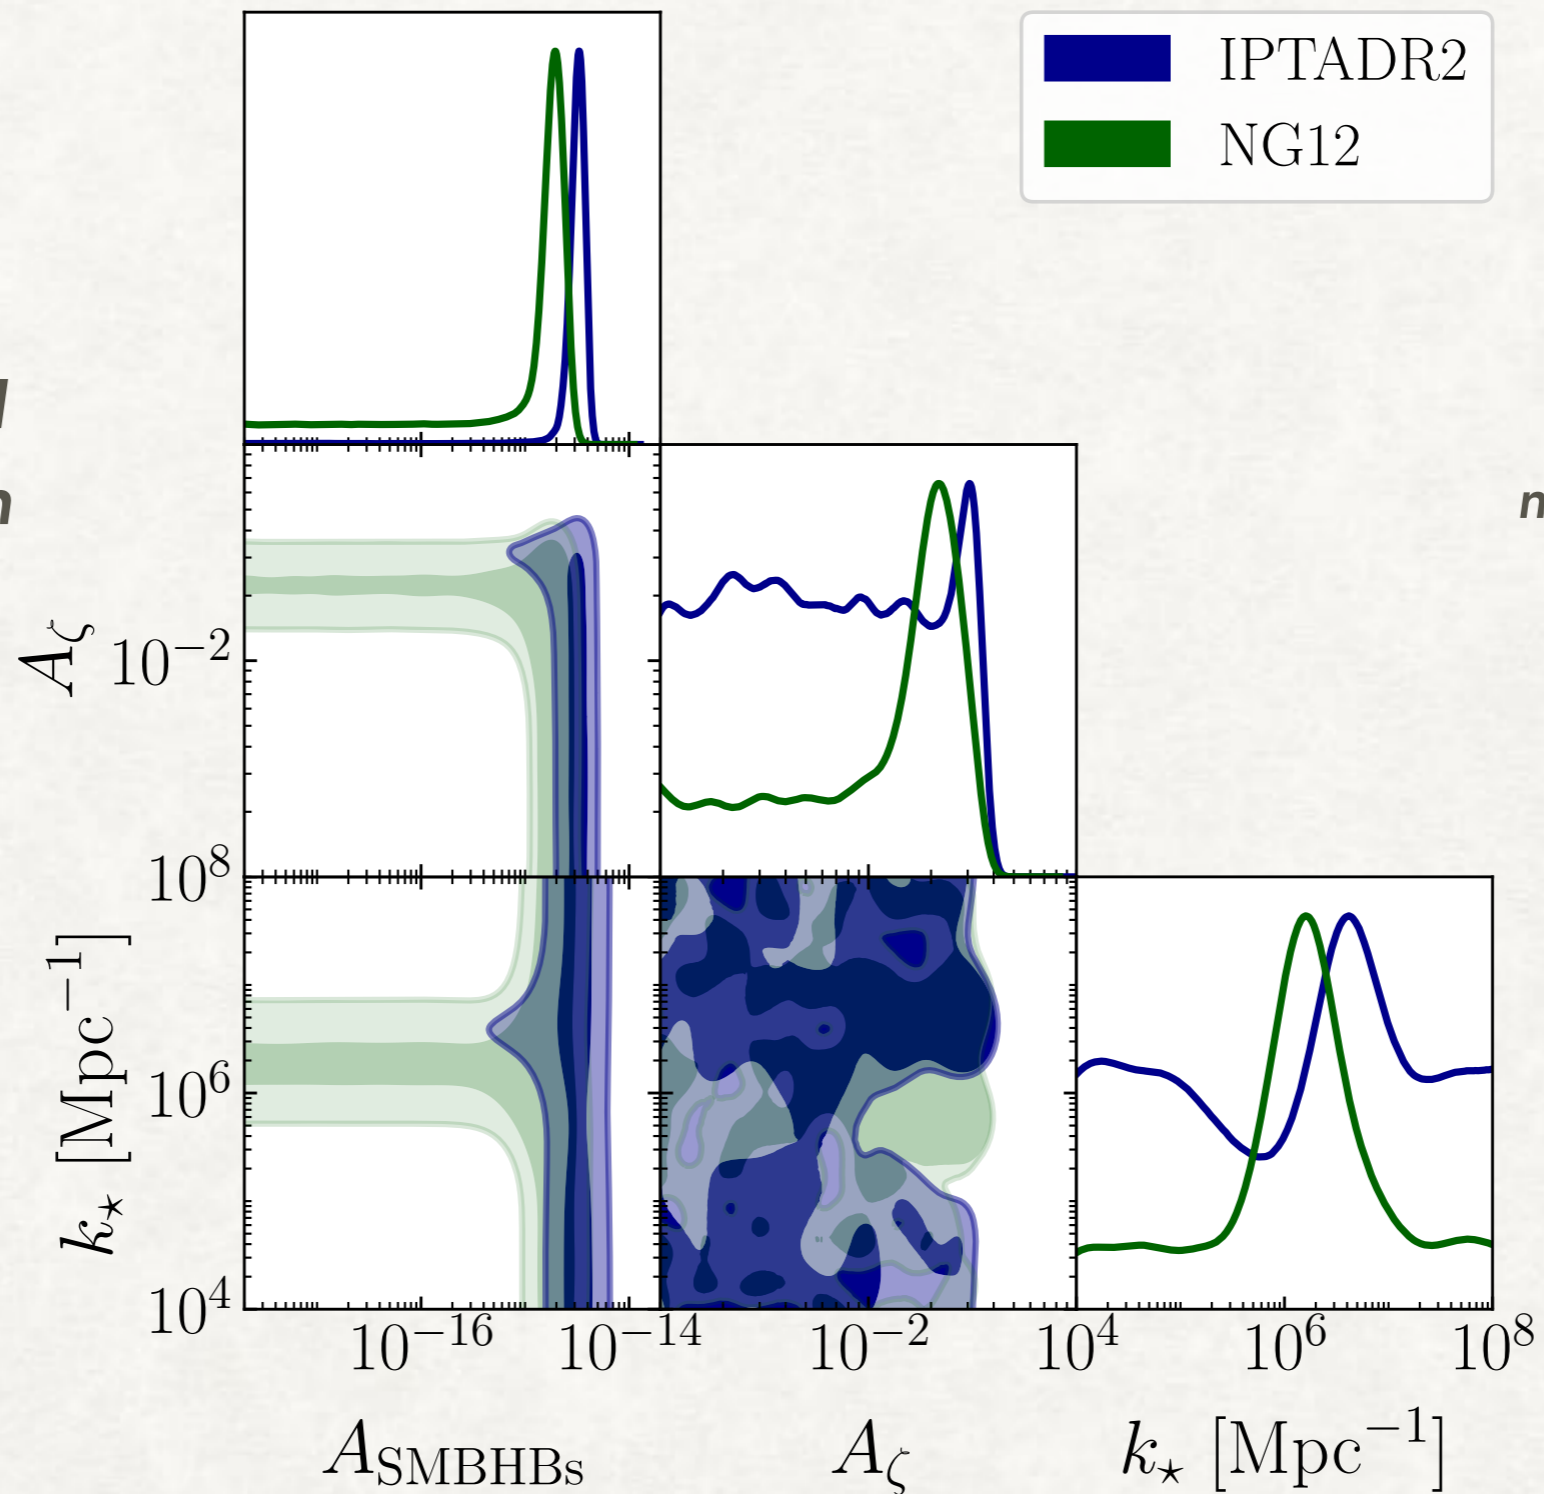 IPTADR2
NG12
n
n
A_ζ
10^{-2}
10^8
k_⋆ [Mpc^{-1}]
10^6
10^4
10^{-16}
10^{-14}
10^{-2}
10^4
10^6
10^8
A_SMBHBs
A_ζ
k_⋆ [Mpc^{-1}]